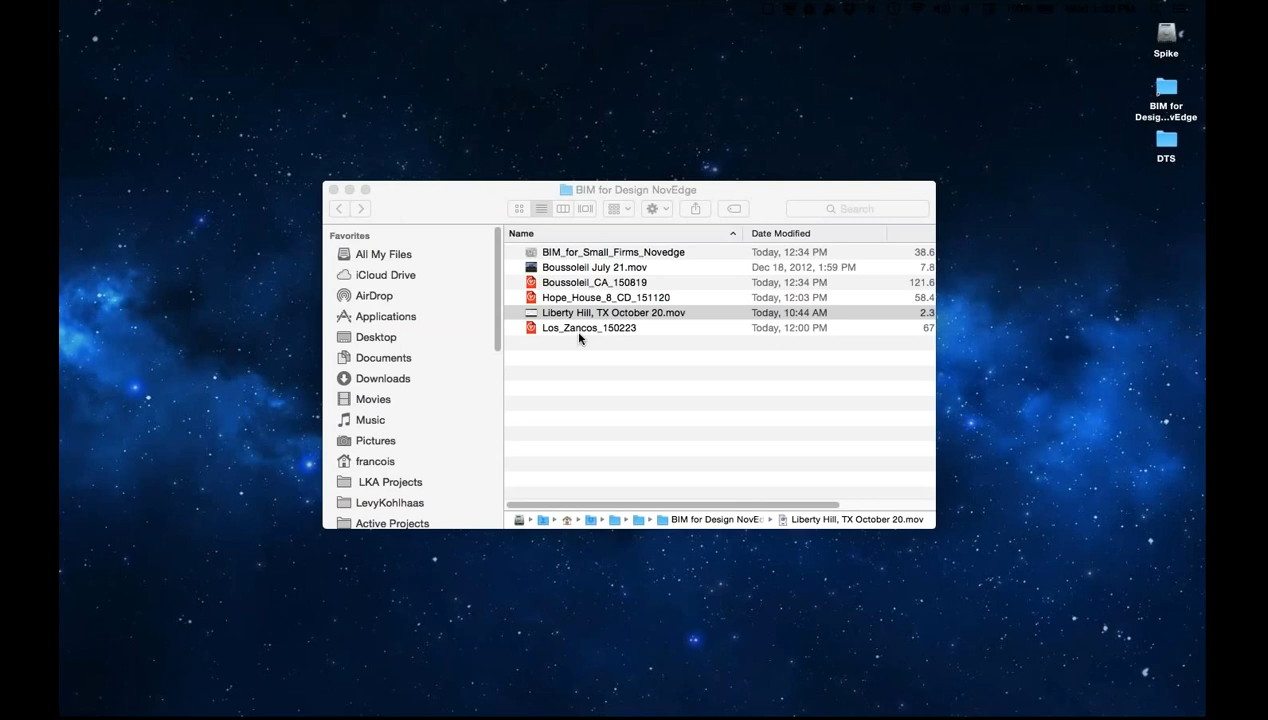 Spike
BIM for
Desig...vEdge
DTS
BIM for Design NovEdge
Search
Favorites
All My Files
iCloud Drive
AirDrop
Applications
Desktop
Documents
Downloads
Movies
Music
Pictures
francois
LKA Projects
LevyKohlhaas
Active Projects
Name Date Modified
BIM_for_Small_Firms_Novedge Today, 12:34 PM 38.6
Boussoleil July 21.mov Dec 18, 2012, 1:59 PM 7.8
Boussoleil_CA_150819 Today, 12:34 PM 121.6
Hope_House_8_CD_151120 Today, 12:03 PM 58.4
Liberty Hill, TX October 20.mov Today, 10:44 AM 2.3
Los_Zancos_150223 Today, 12:00 PM 67
BIM for Design NovEc Liberty Hill, TX October 20.mov